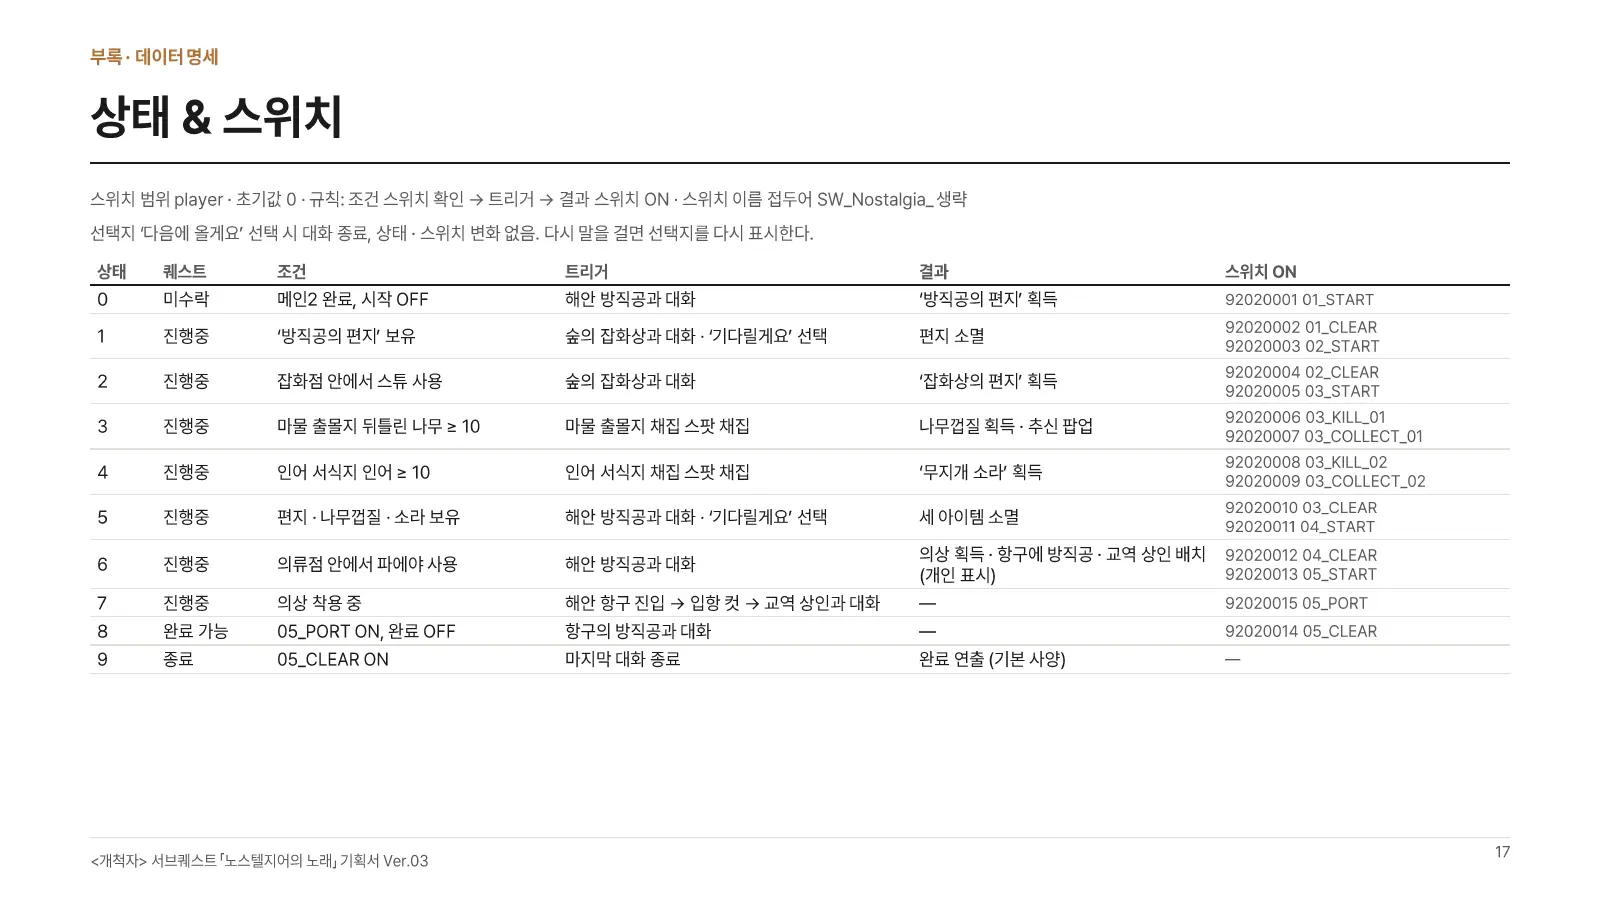 부록 · 데이터 명세
상태 & 스위치
스위치 범위 player · 초기값 0 · 규칙: 조건 스위치 확인 → 트리거 → 결과 스위치 ON · 스위치 이름 접두어 SW_Nostalgia_ 생략
선택지 ‘다음에 올게요’ 선택 시 대화 종료, 상태 · 스위치 변화 없음. 다시 말을 걸면 선택지를 다시 표시한다.
상태 퀘스트 조건 트리거 결과 스위치 ON
0 미수락 메인2 완료, 시작 OFF 해안 방직공과 대화 ‘방직공의 편지’ 획득 92020001 01_START
1 진행중 ‘방직공의 편지’ 보유 숲의 잡화상과 대화 · ‘기다릴게요’ 선택 편지 소멸 92020002 01_CLEAR
92020003 02_START
2 진행중 잡화점 안에서 스튜 사용 숲의 잡화상과 대화 ‘잡화상의 편지’ 획득 92020004 02_CLEAR
92020005 03_START
3 진행중 마물 출몰지 뒤틀린 나무 ≥ 10 마물 출몰지 채집 스팟 채집 나무껍질 획득 · 추신 팝업 92020006 03_KILL_01
92020007 03_COLLECT_01
4 진행중 인어 서식지 인어 ≥ 10 인어 서식지 채집 스팟 채집 ‘무지개 소라’ 획득 92020008 03_KILL_02
92020009 03_COLLECT_02
5 진행중 편지 · 나무껍질 · 소라 보유 해안 방직공과 대화 · ‘기다릴게요’ 선택 세 아이템 소멸 92020010 03_CLEAR
92020011 04_START
6 진행중 의류점 안에서 파에야 사용 해안 방직공과 대화 의상 획득 · 항구에 방직공 · 교역 상인 배치 92020012 04_CLEAR
(개인 표시) 92020013 05_START
7 진행중 의상 착용 중 해안 항구 진입 → 입항 컷 → 교역 상인과 대화 — 92020015 05_PORT
8 완료 가능 05_PORT ON, 완료 OFF 항구의 방직공과 대화 — 92020014 05_CLEAR
9 종료 05_CLEAR ON 마지막 대화 종료 완료 연출 (기본 사양) —
<개척자> 서브퀘스트 「노스텔지어의 노래」 기획서 Ver.03
17